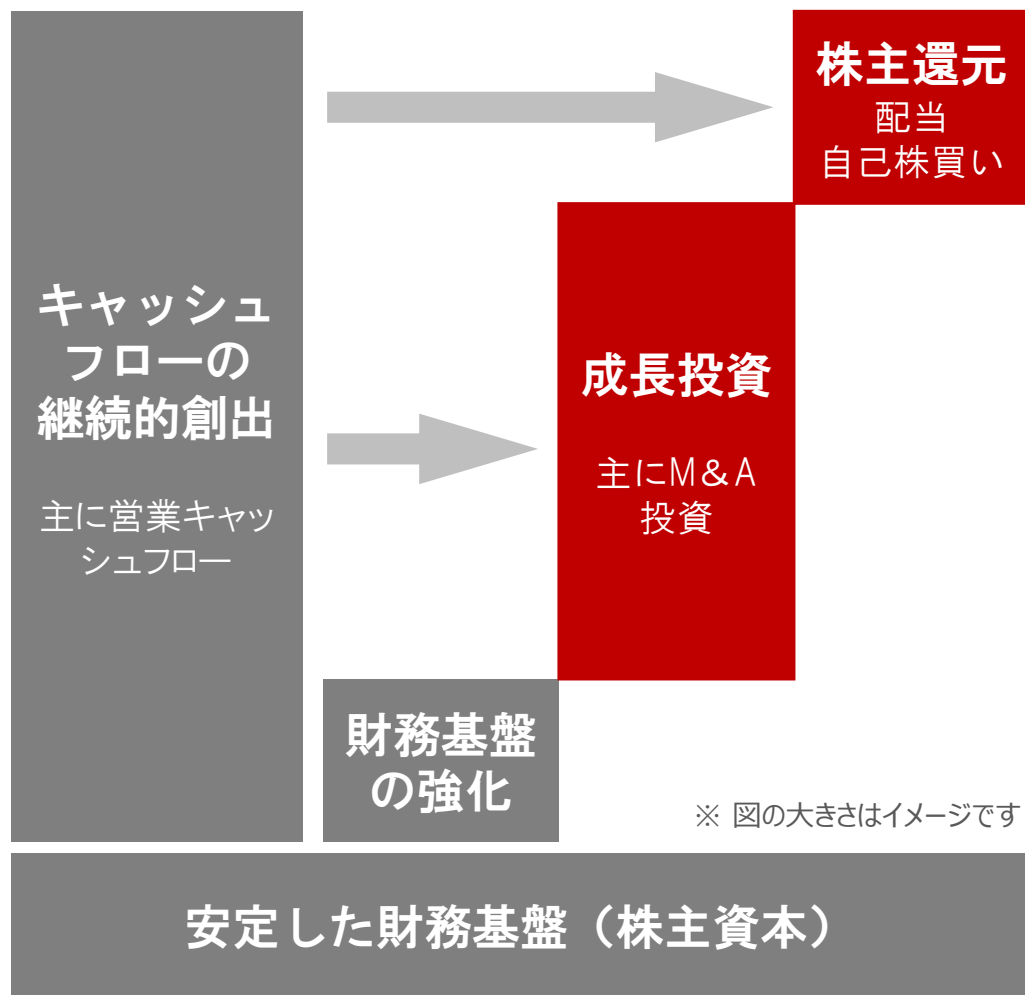 株主還元
配当
自己株買い
キャッシュ
フローの
継続的創出
主に営業キャッ
シュフロー
成長投資
主にM＆A
投資
財務基盤
の強化
※ 図の大きさはイメージです
安定した財務基盤（株主資本）